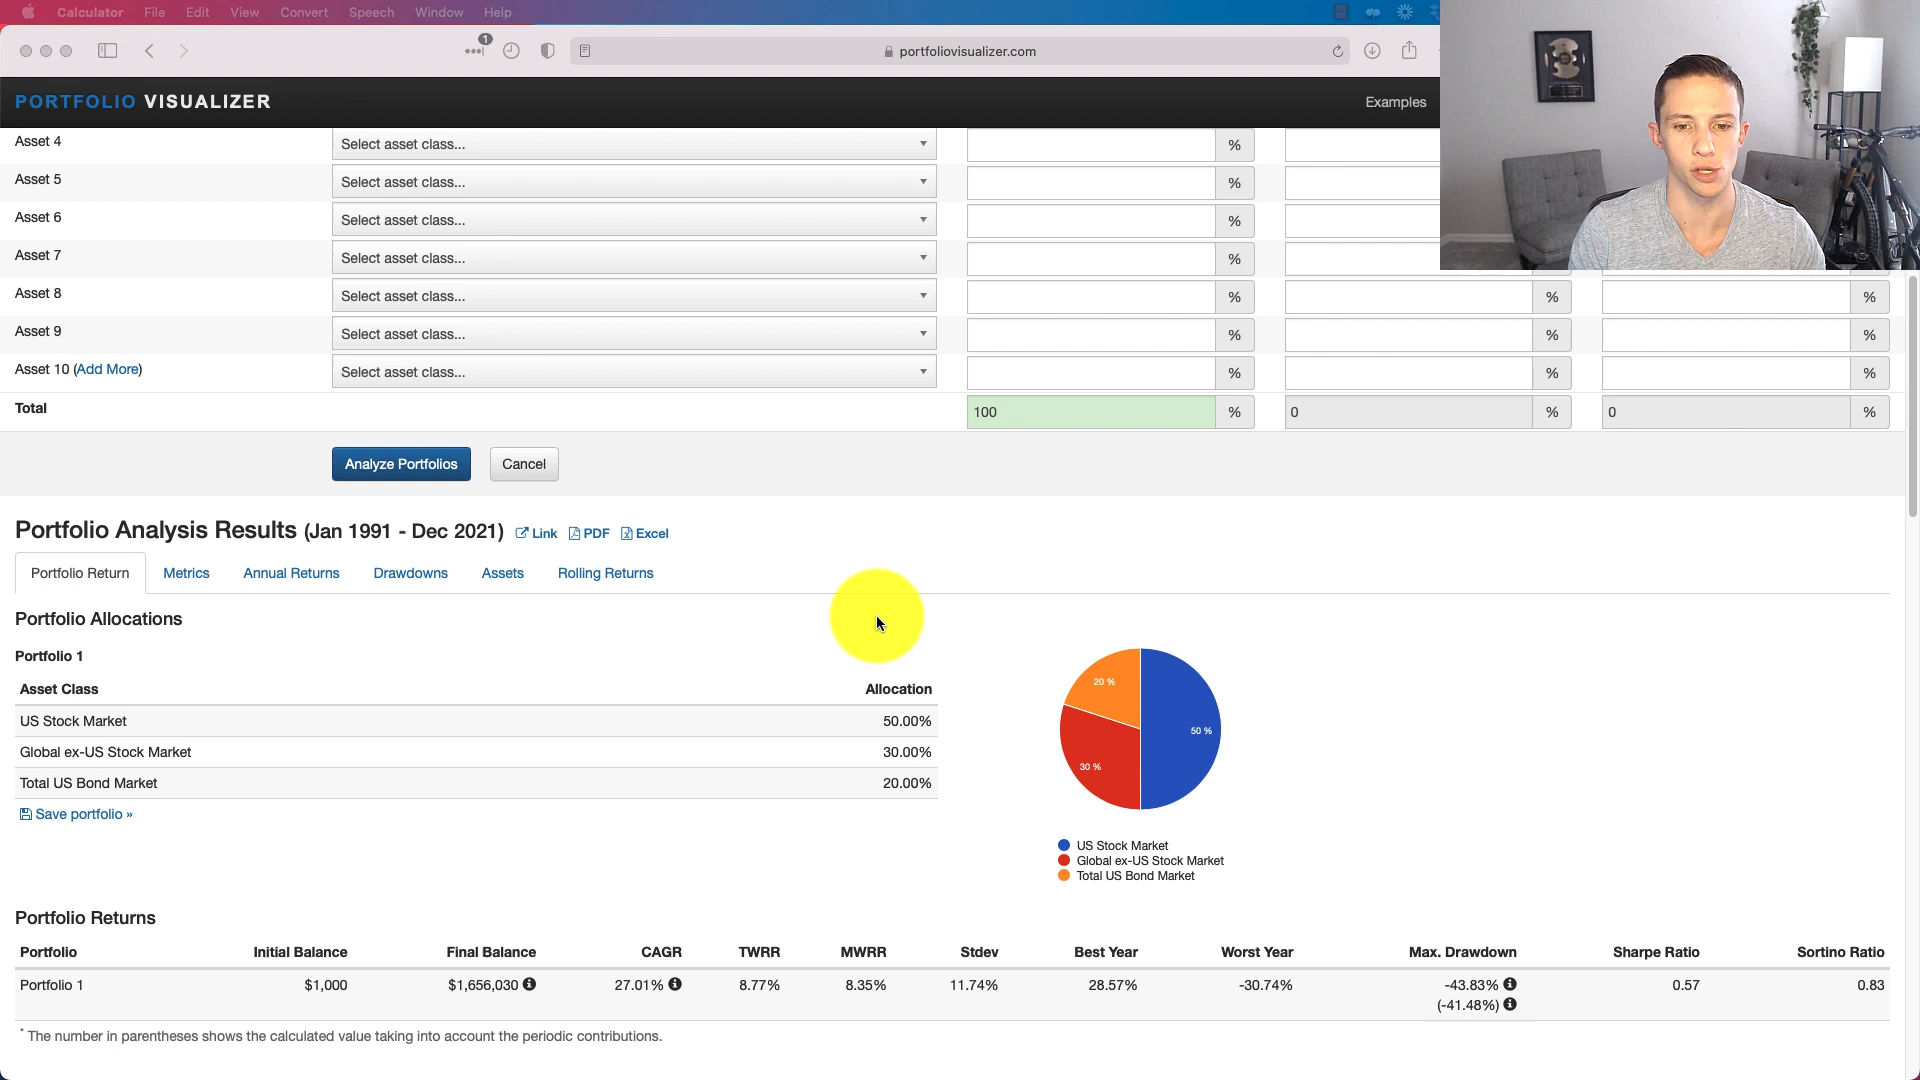 Calculator File Edit View Convert Speech Window Help
1
portfoliovisualizer.com
PORTFOLIO VISUALIZER
Examples
Asset 4 Select asset class... %
Asset 5 Select asset class... %
Asset 6 Select asset class... %
Asset 7 Select asset class... %
Asset 8 Select asset class... % % %
Asset 9 Select asset class... % % %
Asset 10 (Add More) Select asset class... % % %
Total 100 % 0 % 0 %
Analyze Portfolios Cancel
Portfolio Analysis Results (Jan 1991 - Dec 2021) Link PDF Excel
Portfolio Return Metrics Annual Returns Drawdowns Assets Rolling Returns
Portfolio Allocations
Portfolio 1
Asset Class Allocation
US Stock Market 50.00%
Global ex-US Stock Market 30.00%
Total US Bond Market 20.00%
Save portfolio »
20 %
50 %
30 %
US Stock Market
Global ex-US Stock Market
Total US Bond Market
Portfolio Returns
Portfolio Initial Balance Final Balance CAGR TWRR MWRR Stdev Best Year Worst Year Max. Drawdown Sharpe Ratio Sortino Ratio
Portfolio 1 $1,000 $1,656,030 27.01% 8.77% 8.35% 11.74% 28.57% -30.74% -43.83% 0.57 0.83
(-41.48%)
* The number in parentheses shows the calculated value taking into account the periodic contributions.